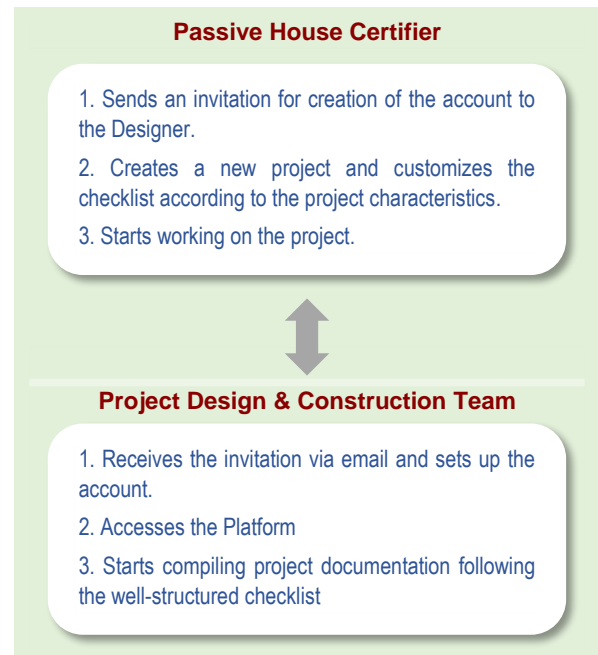 Passive House Certifier
1. Sends an invitation for creation of the account to
the Designer.
2. Creates a new project and customizes the
checklist according to the project characteristics.
3. Starts working on the project.
Project Design & Construction Team
1. Receives the invitation via email and sets up the
account.
2. Accesses the Platform
3. Starts compiling project documentation following
the well-structured checklist